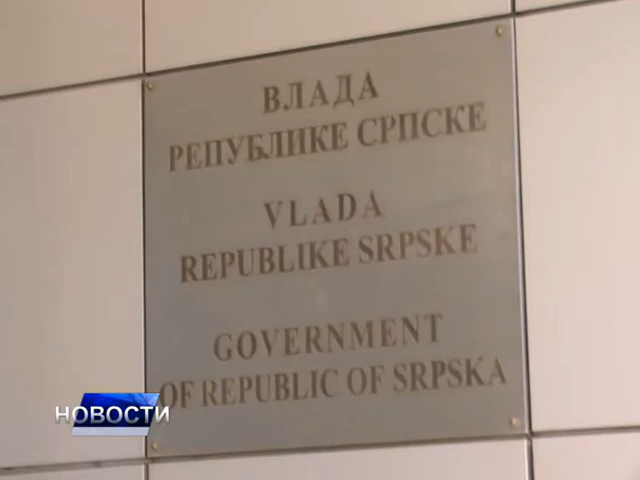 ВЛАДА
РЕПУБЛИКЕ СРПСКЕ
VLADA
REPUBLIKE SRPSKE
GOVERNMENT
OF REPUBLIC OF SRPSKA
НОВОСТИ